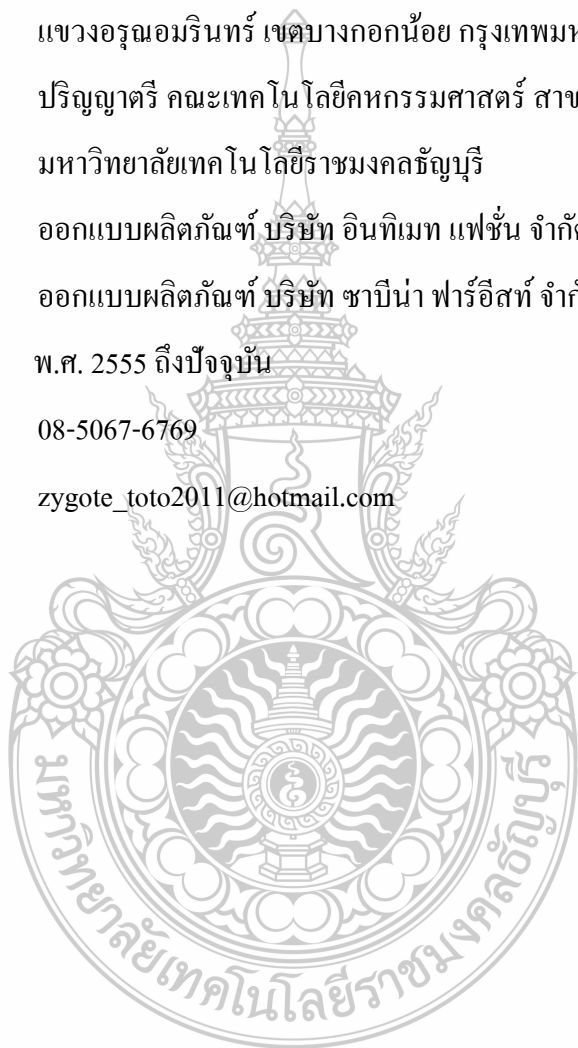 แขวงอรุณอมรินทร์ เขตบางกอกน้อย กรุงเทพมห
ปริญญาตรี คณะเทคโนโลยีคหกรรมศาสตร์ สาข
มหาวิทยาลัยเทคโนโลยีราชมงคลธัญบุรี
ออกแบบผลิตภัณฑ์ บริษัท อินทิเมท แฟชั่น จำกัด
ออกแบบผลิตภัณฑ์ บริษัท ซาบีน่า ฟาร์อีสท์ จำกั
พ.ศ. 2555 ถึงปัจจุบัน
08-5067-6769
zygote_toto2011@hotmail.com
มหาวิทยาลัยเทคโนโลยีราชมงคลธัญบุรี